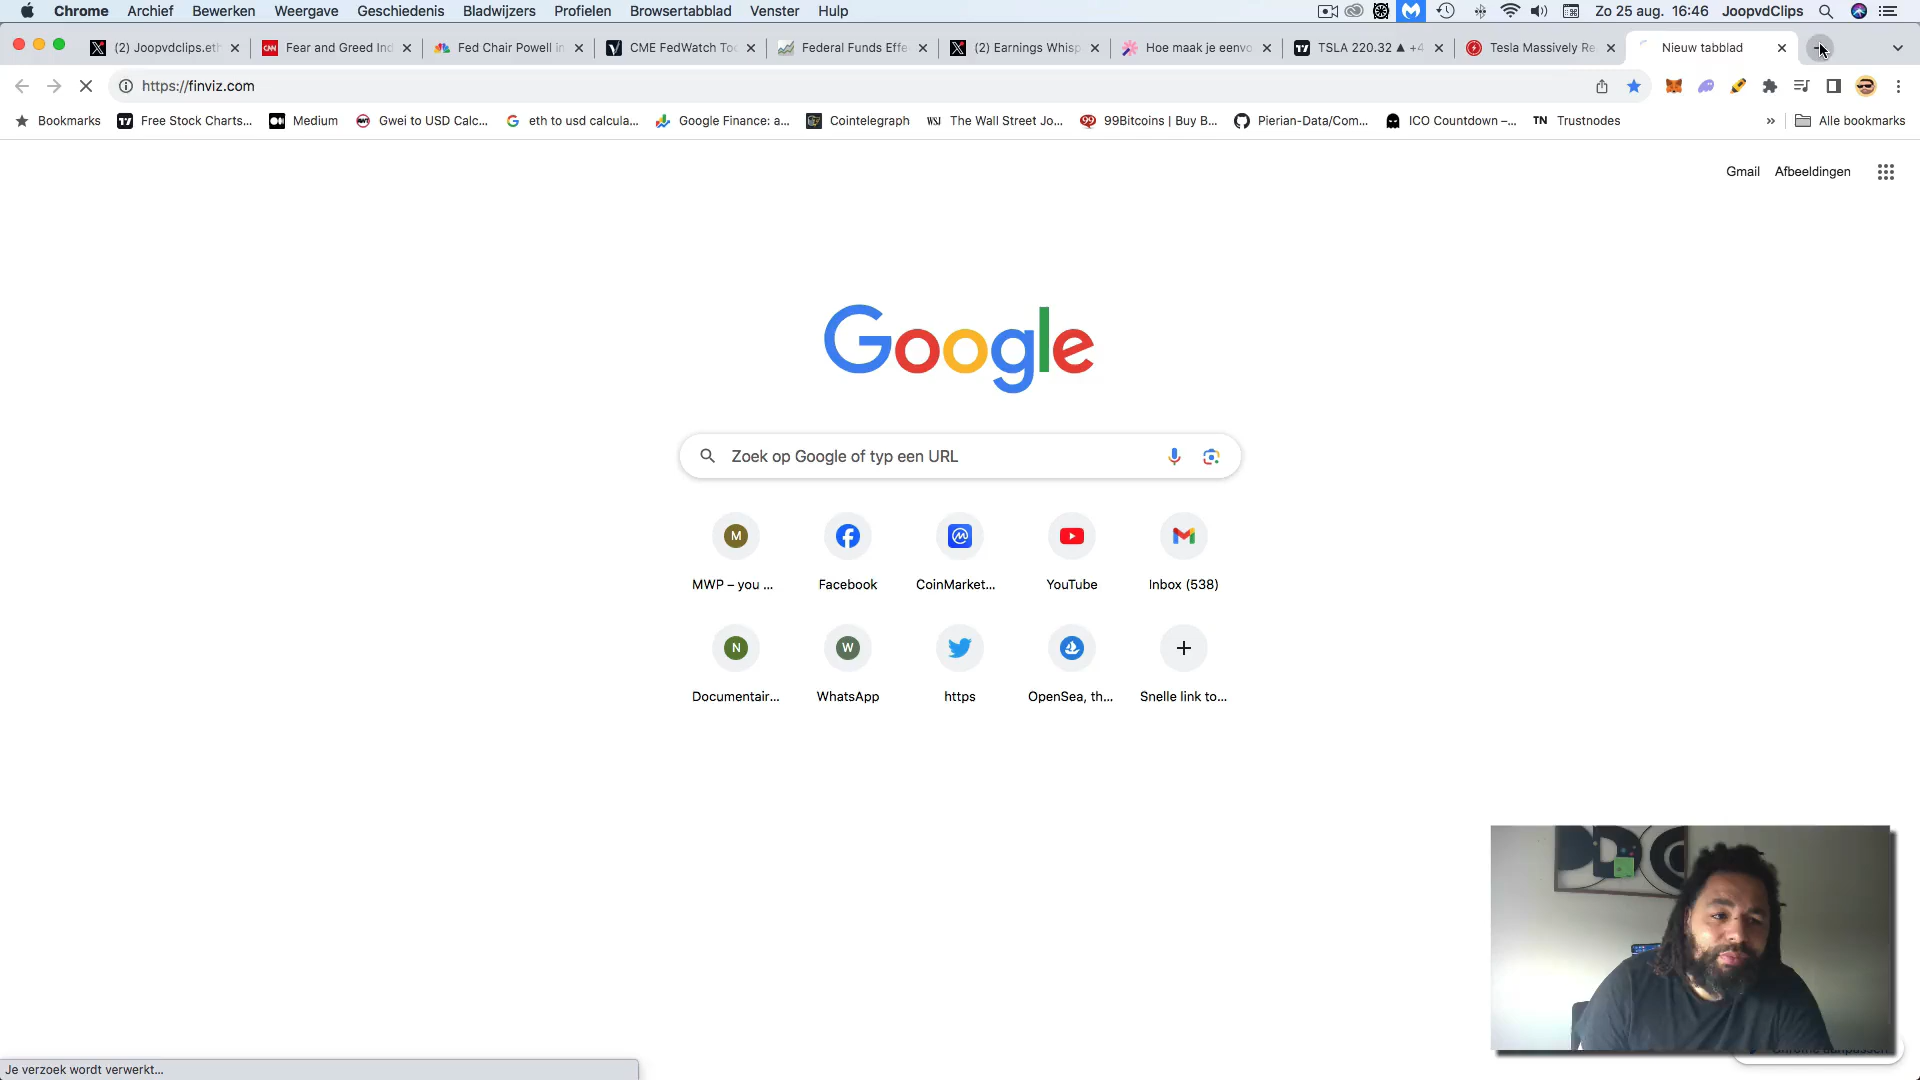 Chrome Archief Bewerken Weergave Geschiedenis Bladwijzers Profielen Browsertabblad Venster Hulp Zo 25 aug. 16:46 JoopvdClips
(2) Joopvdclips.eth Fear and Greed Ind Fed Chair Powell in CME FedWatch Too Federal Funds Effe (2) Earnings Whisp Hoe maak je eenvo TSLA 220.32 ▲ +4 Tesla Massively Re Nieuw tabblad
https://finviz.com
Bookmarks Free Stock Charts... Medium Gwei to USD Calc... eth to usd calcula... Google Finance: a... Cointelegraph The Wall Street Jo... 99Bitcoins | Buy B... Pierian-Data/Com... ICO Countdown –... TN Trustnodes » Alle bookmarks
Gmail Afbeeldingen
Google
Zoek op Google of typ een URL
M
MWP – you ... Facebook CoinMarket... YouTube Inbox (538)
N W
Documentair... WhatsApp https OpenSea, th... Snelle link to...
Je verzoek wordt verwerkt...